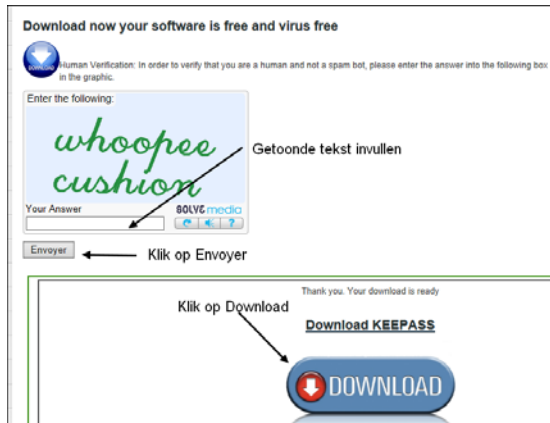 Download now your software is free and virus free
DOWNLOAD
Human Verification: In order to verify that you are a human and not a spam bot, please enter the answer into the following box
in the graphic.
Enter the following:
whoopee
cushion
Getoonde tekst invullen
Your Answer
SOLVE media
?
Envoyer
Klik op Envoyer
Thank you. Your download is ready
Klik op Download
Download KEEPASS
DOWNLOAD